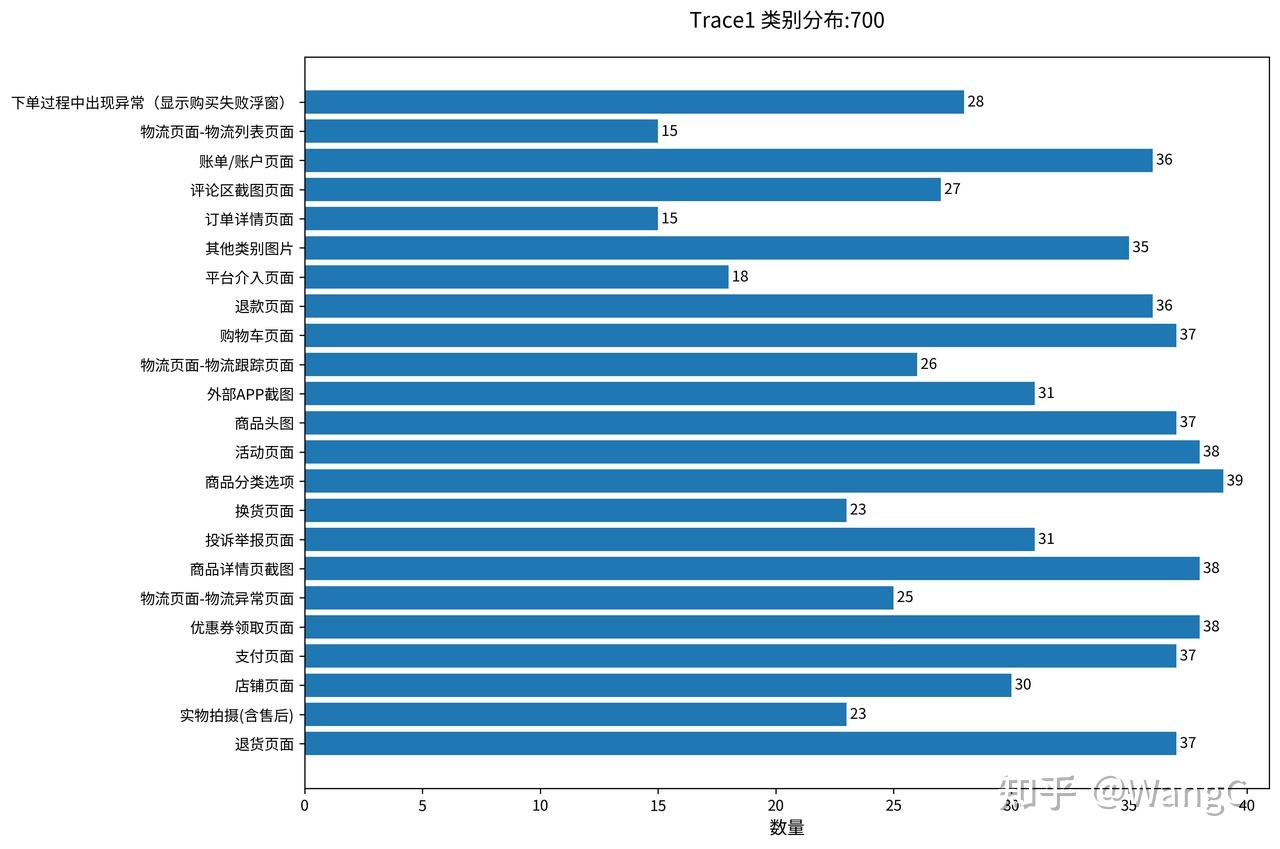 Trace1 类别分布:700
下单过程中出现异常（显示购买失败浮窗） 28
物流页面-物流列表页面 15
账单/账户页面 36
评论区截图页面 27
订单详情页面 15
其他类别图片 35
平台介入页面 18
退款页面 36
购物车页面 37
物流页面-物流跟踪页面 26
外部APP截图 31
商品头图 37
活动页面 38
商品分类选项 39
换货页面 23
投诉举报页面 31
商品详情页截图 38
物流页面-物流异常页面 25
优惠券领取页面 38
支付页面 37
店铺页面 30
实物拍摄(含售后) 23
退货页面 37
0 5 10 15 20 25 30 35 40
数量
知乎 @WangC